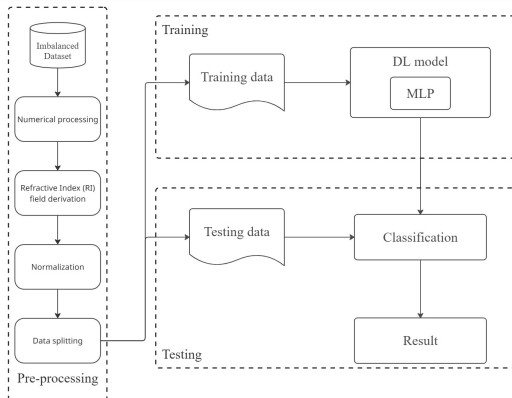 Imbalanced
Dataset
Numerical processing
Refractive Index (RI)
field derivation
Normalization
Data splitting
Pre-processing
Training
Training data
DL model
MLP
Testing data
Classification
Result
Testing